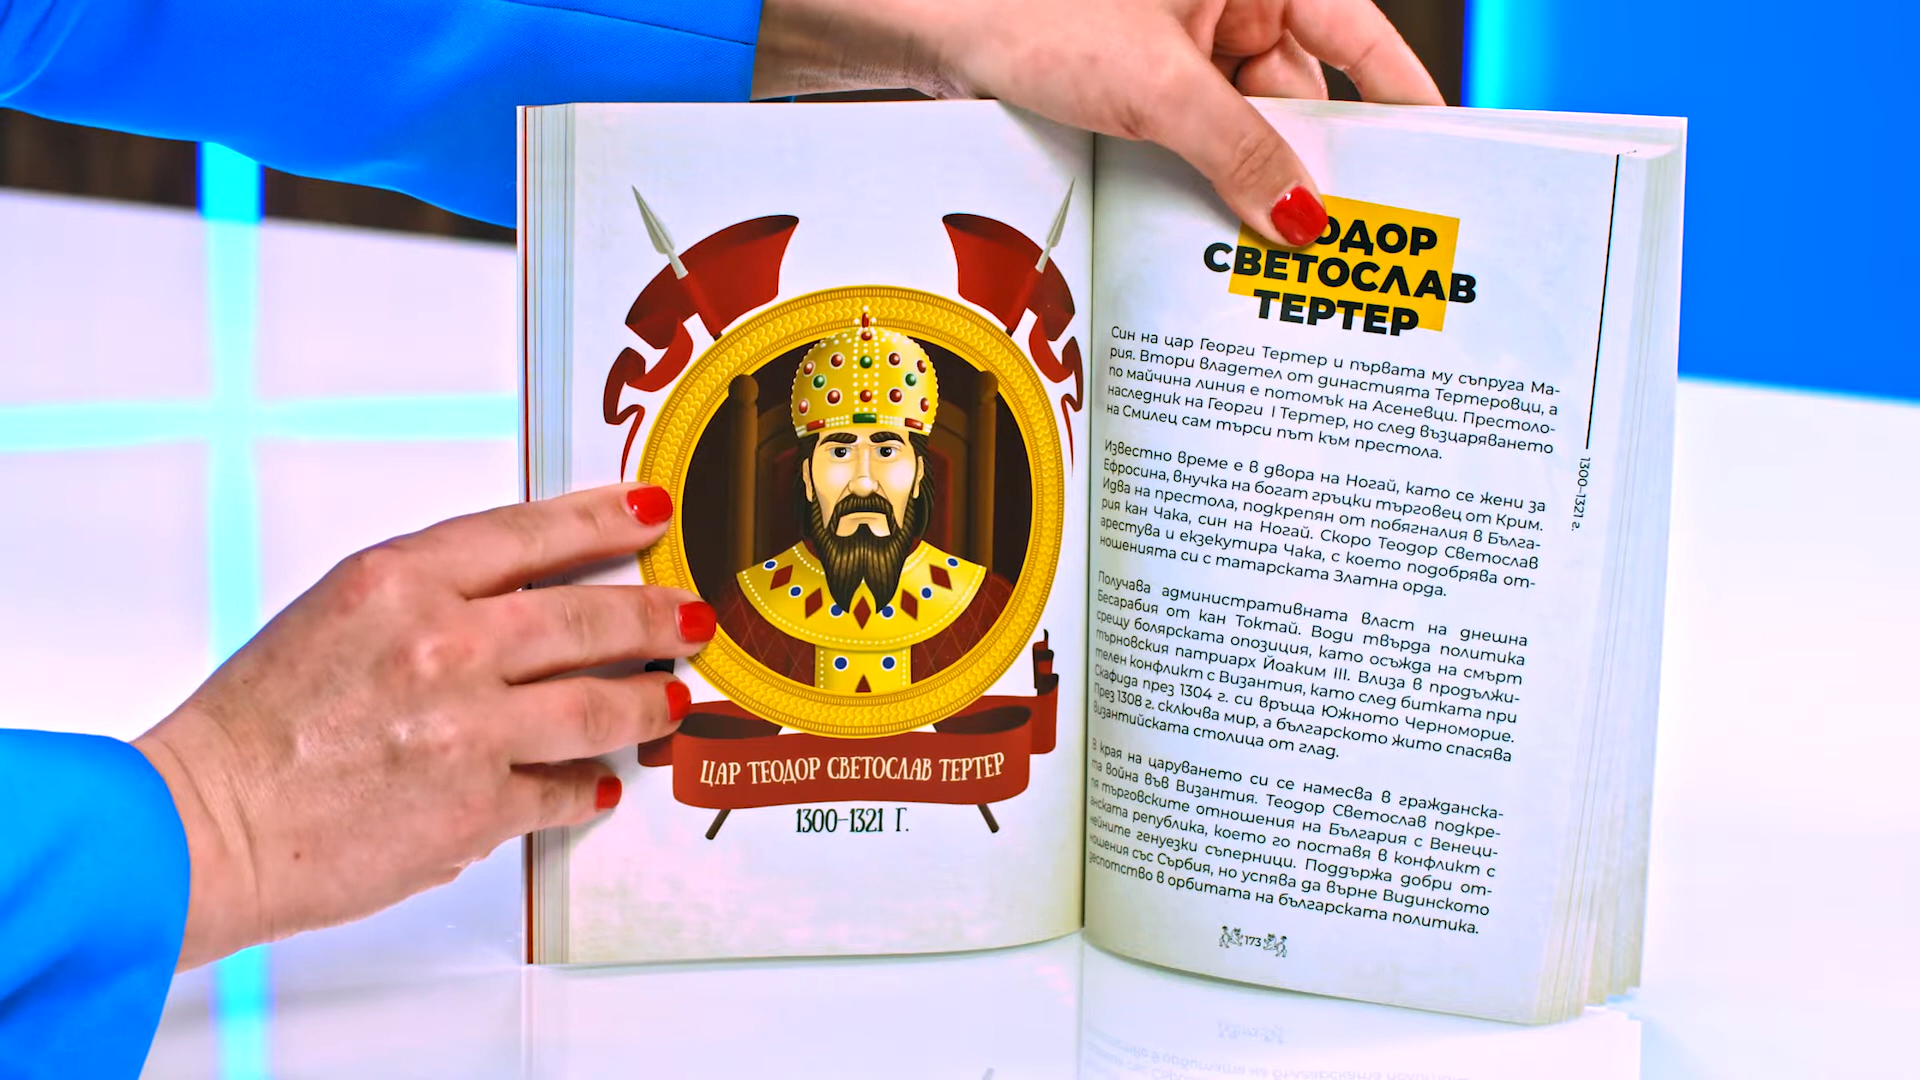 ЦАР ТЕОДОР СВЕТОСЛАВ ТЕРТЕР
1300–1321 Г.
ОДОР
СВЕТОСЛАВ
ТЕРТЕР
Син на цар Георги Тертер и първата му съпруга Ма-
рия. Втори владетел от династията Тертеровци, а
по майчина линия е потомък на Асеневци. Престоло-
наследник на Георги I Тертер, но след възцаряването
на Смилец сам търси път към престола.
Известно време е в двора на Ногай, като се жени за
Ефросина, внучка на богат гръцки търговец от Крим.
Идва на престола, подкрепян от побягналия в Бълга-
рия кан Чака, син на Ногай. Скоро Теодор Светослав
арестува и екзекутира Чака, с което подобрява от-
ношенията си с татарската Златна орда.
Получава административната власт на днешна
Бесарабия от кан Токтай. Води твърда политика
срещу болярската опозиция, като осъжда на смърт
търновския патриарх Йоаким III. Влиза в продължи-
телен конфликт с Византия, като след битката при
Скафида през 1304 г. си връща Южното Черноморие.
През 1308 г. сключва мир, а българското жито спасява
византийската столица от глад.
В края на царуването си се намесва в гражданска-
та война във Византия. Теодор Светослав подкре-
пя търговските отношения на България с Венеци-
анската република, което го поставя в конфликт с
нейните генуезки съперници. Поддържа добри от-
ношения със Сърбия, но успява да върне Видинското
деспотство в орбитата на българската политика.
1300–1321 г.
173